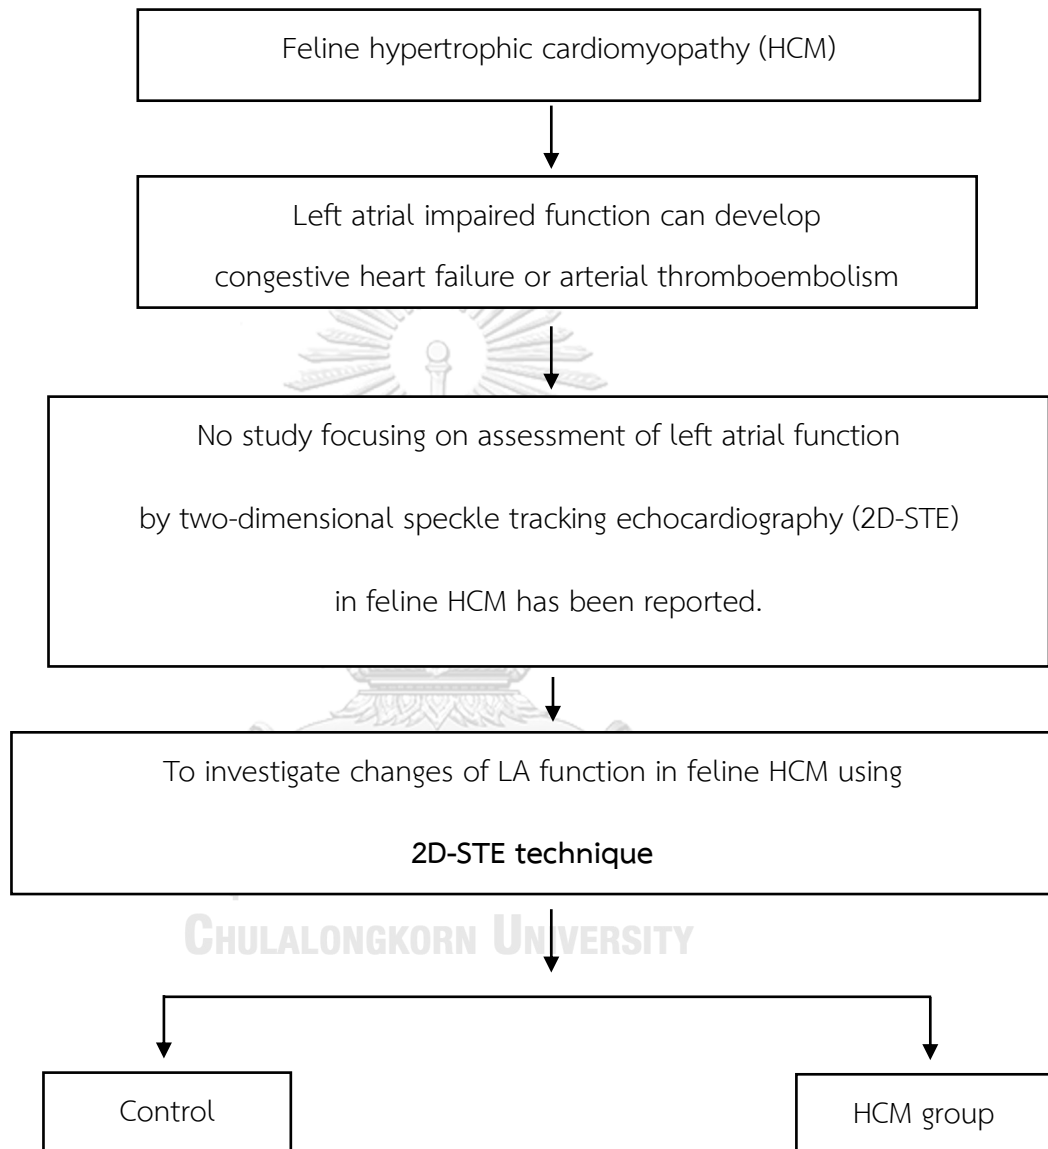 Feline hypertrophic cardiomyopathy (HCM)
Left atrial impaired function can develop
congestive heart failure or arterial thromboembolism
No study focusing on assessment of left atrial function
by two-dimensional speckle tracking echocardiography (2D-STE)
in feline HCM has been reported.
To investigate changes of LA function in feline HCM using
2D-STE technique
CHULALONGKORN UNIVERSITY
Control
HCM group